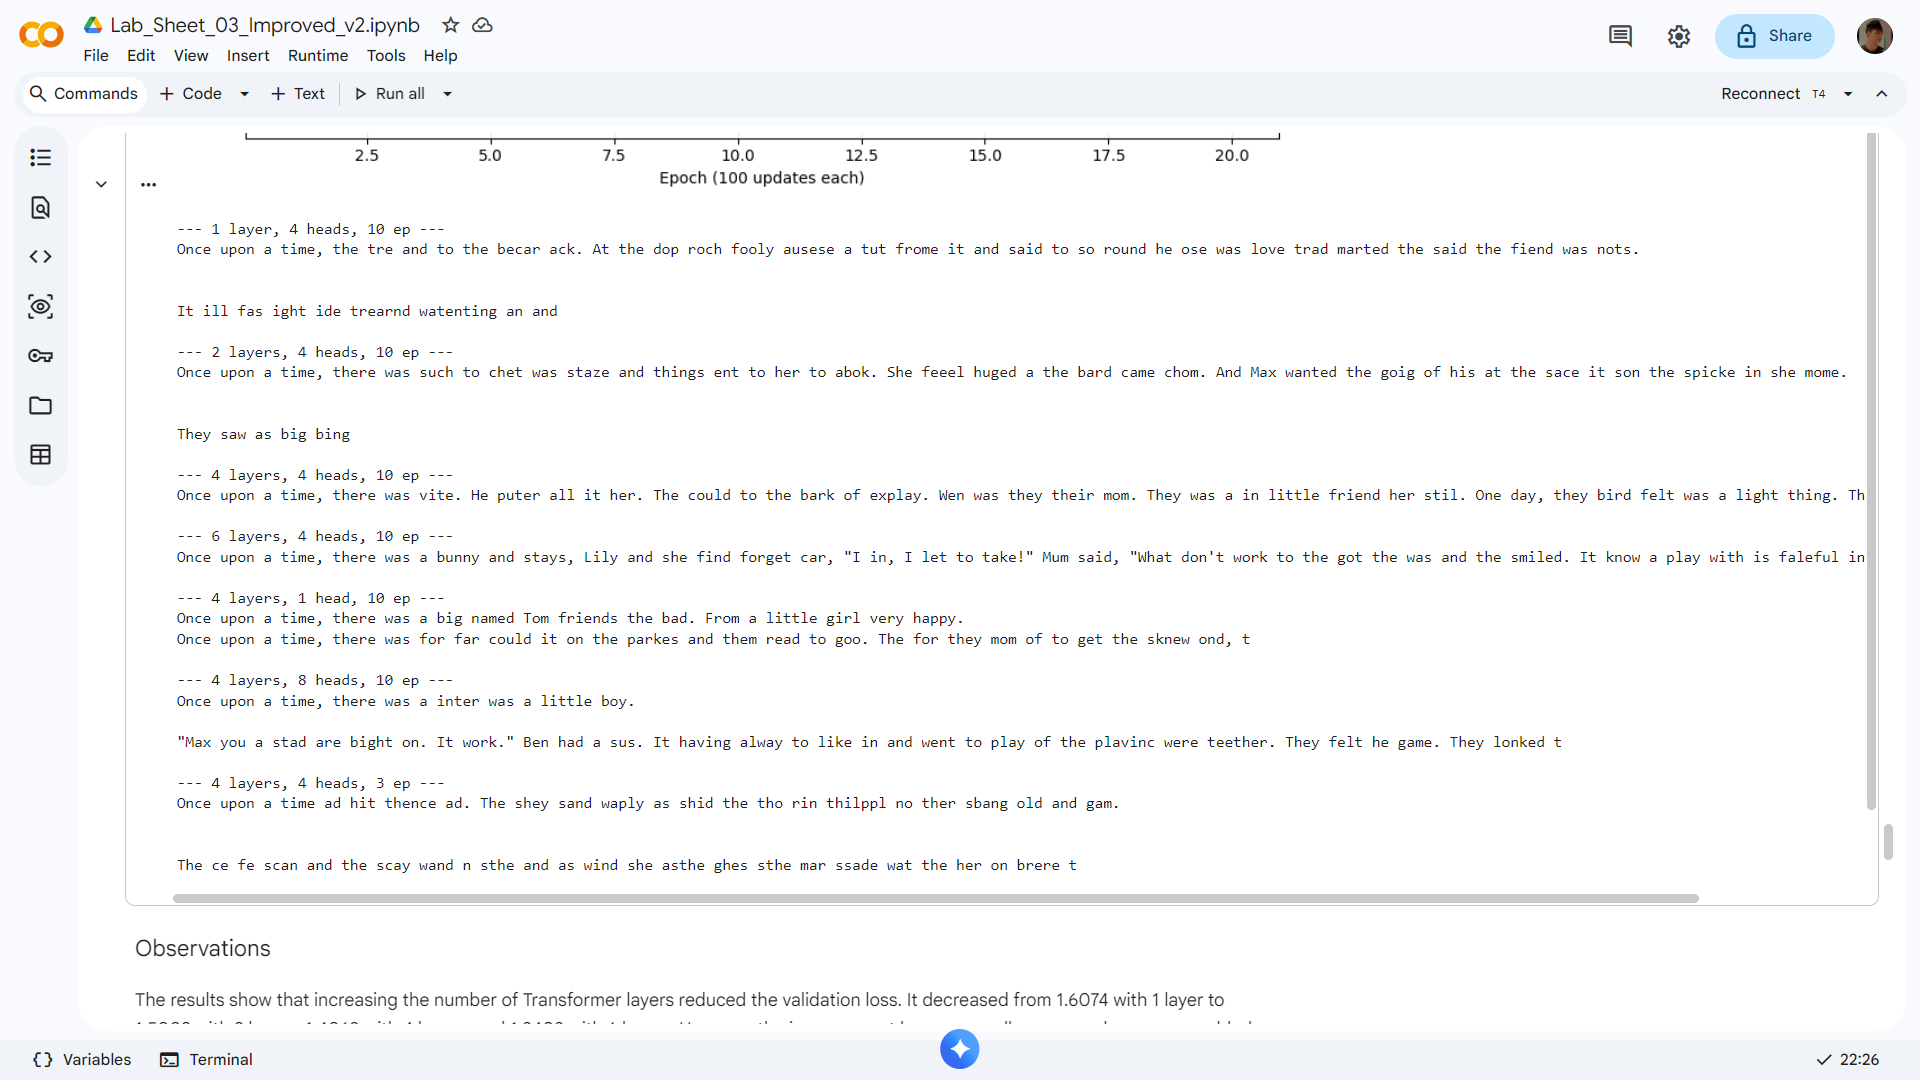 Lab_Sheet_03_Improved_v2.ipynb
File Edit View Insert Runtime Tools Help
Share
Commands + Code + Text Run all
Reconnect T4
2.5 5.0 7.5 10.0 12.5 15.0 17.5 20.0
Epoch (100 updates each)
--- 1 layer, 4 heads, 10 ep ---
Once upon a time, the tre and to the becar ack. At the dop roch fooly ausese a tut frome it and said to so round he ose was love trad marted the said the fiend was nots.
It ill fas ight ide trearnd watenting an and
--- 2 layers, 4 heads, 10 ep ---
Once upon a time, there was such to chet was staze and things ent to her to abok. She feeel huged a the bard came chom. And Max wanted the goig of his at the sace it son the spicke in she mome.
They saw as big bing
--- 4 layers, 4 heads, 10 ep ---
Once upon a time, there was vite. He puter all it her. The could to the bark of explay. Wen was they their mom. They was a in little friend her stil. One day, they bird felt was a light thing. Th
--- 6 layers, 4 heads, 10 ep ---
Once upon a time, there was a bunny and stays, Lily and she find forget car, "I in, I let to take!" Mum said, "What don't work to the got the was and the smiled. It know a play with is faleful in
--- 4 layers, 1 head, 10 ep ---
Once upon a time, there was a big named Tom friends the bad. From a little girl very happy.
Once upon a time, there was for far could it on the parkes and them read to goo. The for they mom of to get the sknew ond, t
--- 4 layers, 8 heads, 10 ep ---
Once upon a time, there was a inter was a little boy.
"Max you a stad are bight on. It work." Ben had a sus. It having alway to like in and went to play of the plavinc were teether. They felt he game. They lonked t
--- 4 layers, 4 heads, 3 ep ---
Once upon a time ad hit thence ad. The shey sand waply as shid the tho rin thilppl no ther sbang old and gam.
The ce fe scan and the scay wand n sthe and as wind she asthe ghes sthe mar ssade wat the her on brere t
Observations
The results show that increasing the number of Transformer layers reduced the validation loss. It decreased from 1.6074 with 1 layer to
Variables Terminal
22:26